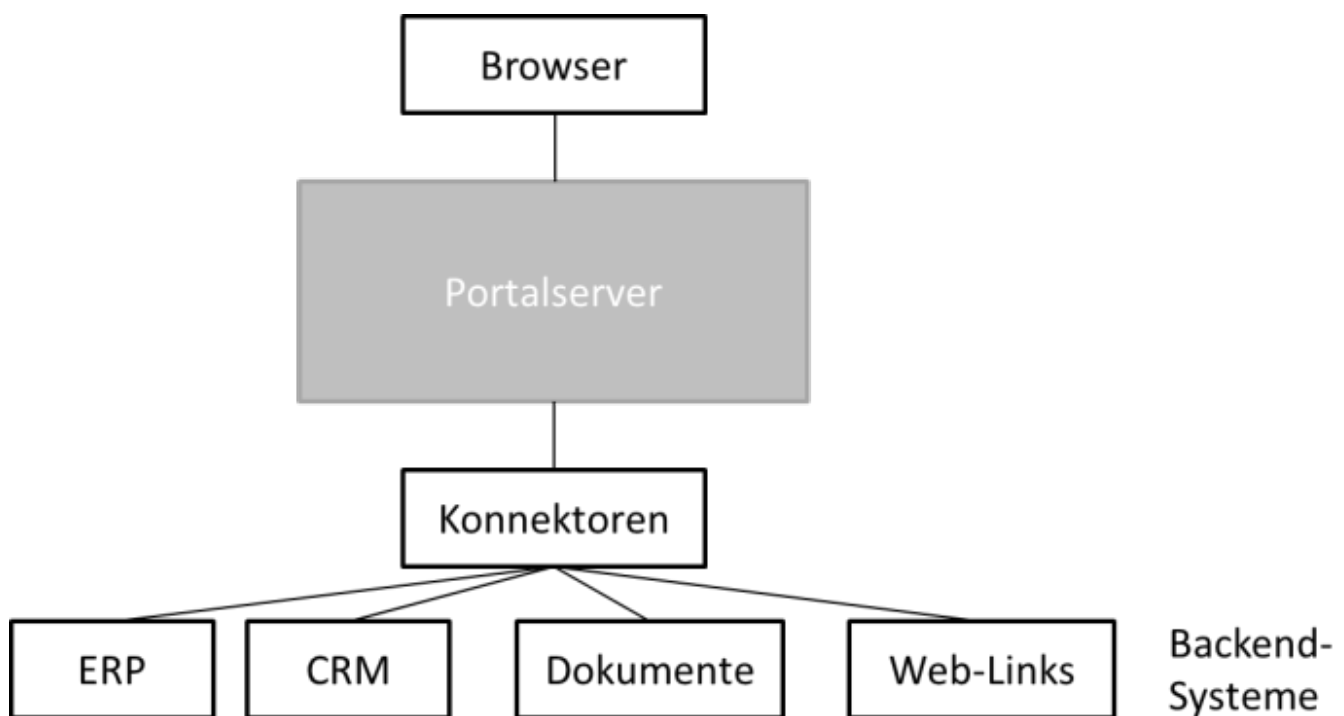 Browser
Portalserver
Konnektoren
ERP
CRM
Dokumente
Web-Links
Backend-
Systeme